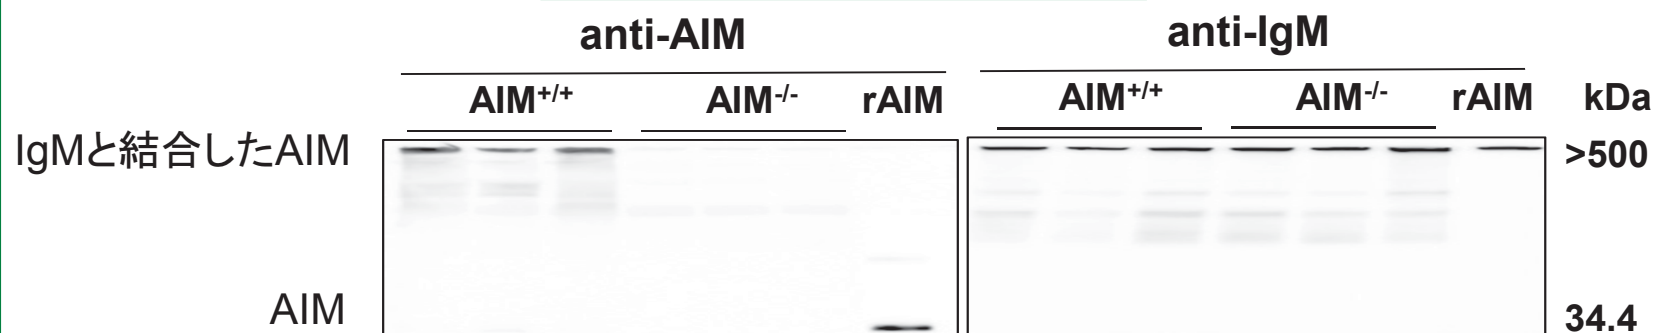 anti-AIM anti-IgM
AIM+/+ AIM-/- rAIM AIM+/+ AIM-/- rAIM kDa
IgMと結合したAIM >500
AIM 34.4